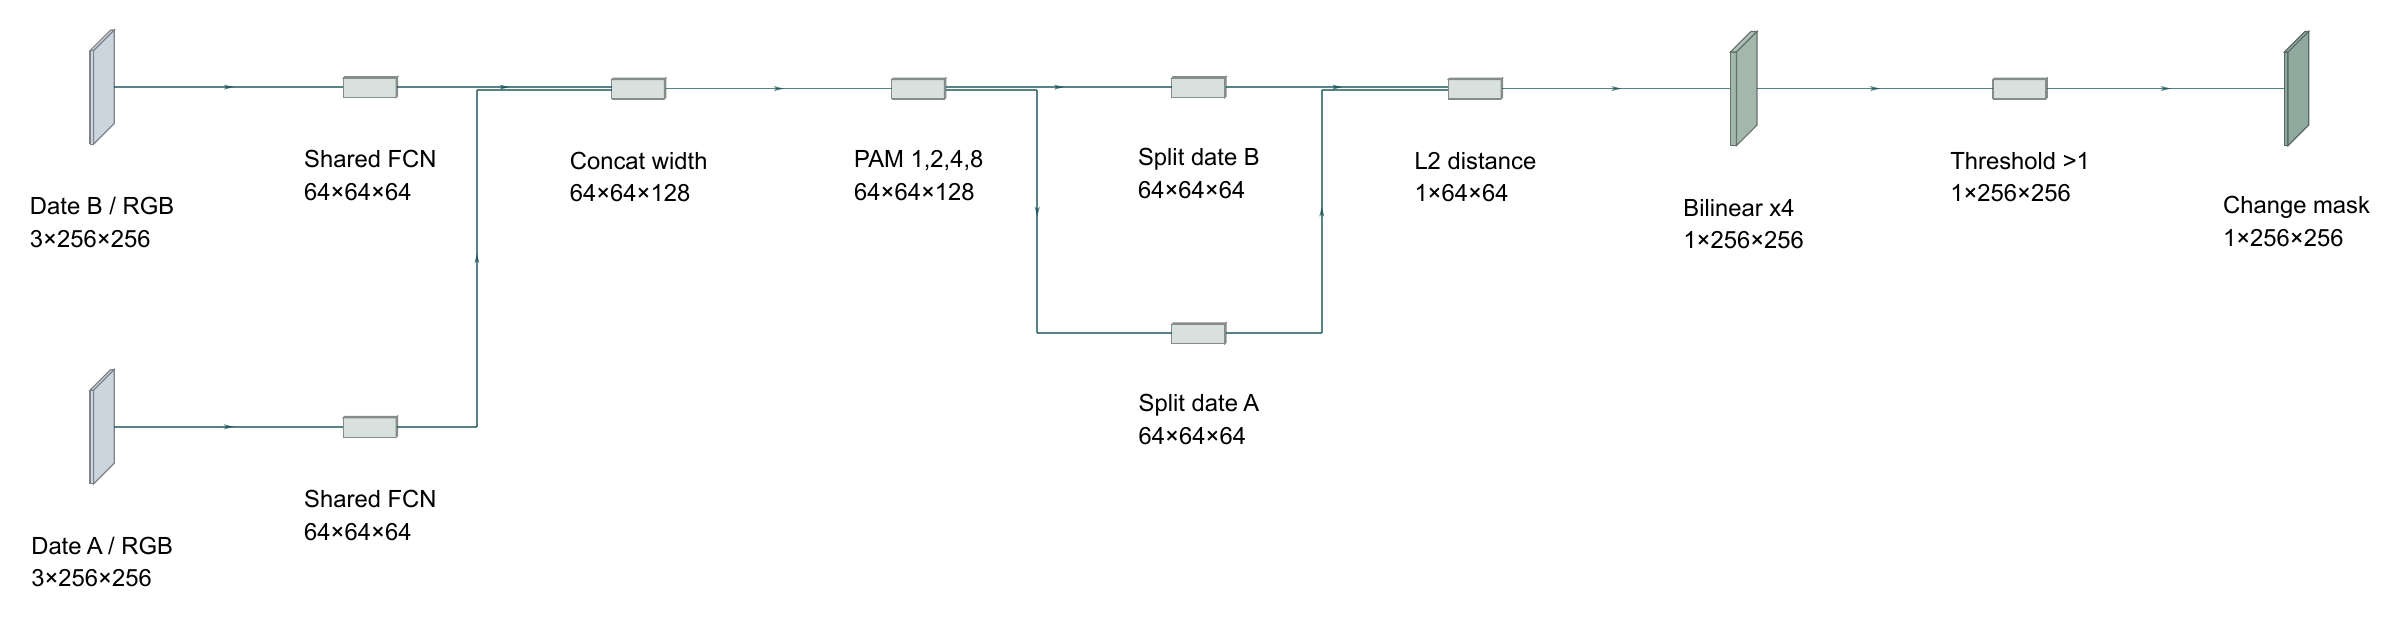 Date B / RGB
3×256×256
Shared FCN
64×64×64
Concat width
64×64×128
PAM 1,2,4,8
64×64×128
Split date B
64×64×64
L2 distance
1×64×64
Bilinear x4
1×256×256
Threshold >1
1×256×256
Change mask
1×256×256
Date A / RGB
3×256×256
Shared FCN
64×64×64
Split date A
64×64×64